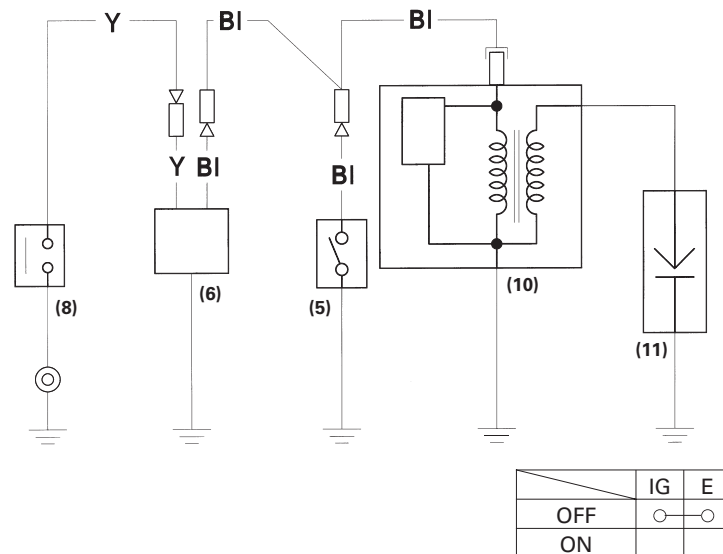 Y
Bl
Bl
Y Bl
Bl
(8)
(6)
(5)
(10)
(11)
IG E
OFF
ON